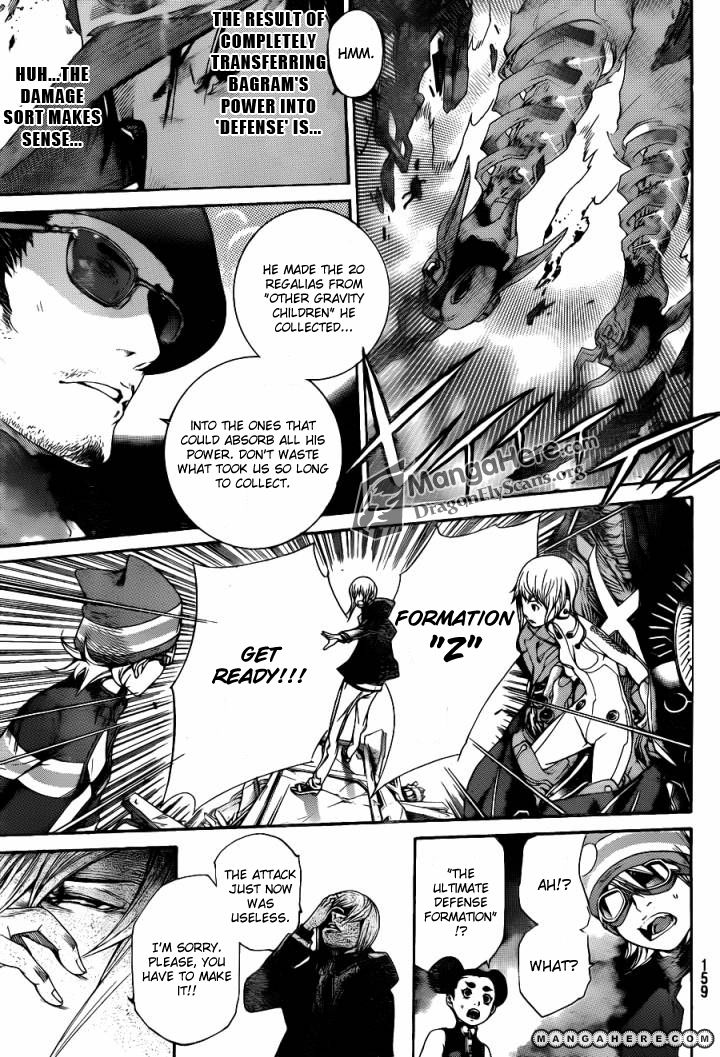 HMM.
THE RESULT OF
COMPLETELY
TRANSFERRING
BAGRAM'S
POWER INTO
'DEFENSE' IS...
HUH...THE
DAMAGE
SORT MAKES
SENSE...
HE MADE THE 20
REGALIAS FROM
"OTHER GRAVITY
CHILDREN" HE
COLLECTED...
INTO THE ONES THAT
COULD ABSORB ALL HIS
POWER. DON'T WASTE
WHAT TOOK US SO LONG
TO COLLECT.
MANGAHERE.com
DragonFlyScans.org
FORMATION
"Z"
GET
READY!!!
AH!?
WHAT?
"THE
ULTIMATE
DEFENSE
FORMATION"
!?
THE ATTACK
JUST NOW
WAS
USELESS.
I'M SORRY.
PLEASE, YOU
HAVE TO MAKE
IT!!
159
MANGAHERE.COM